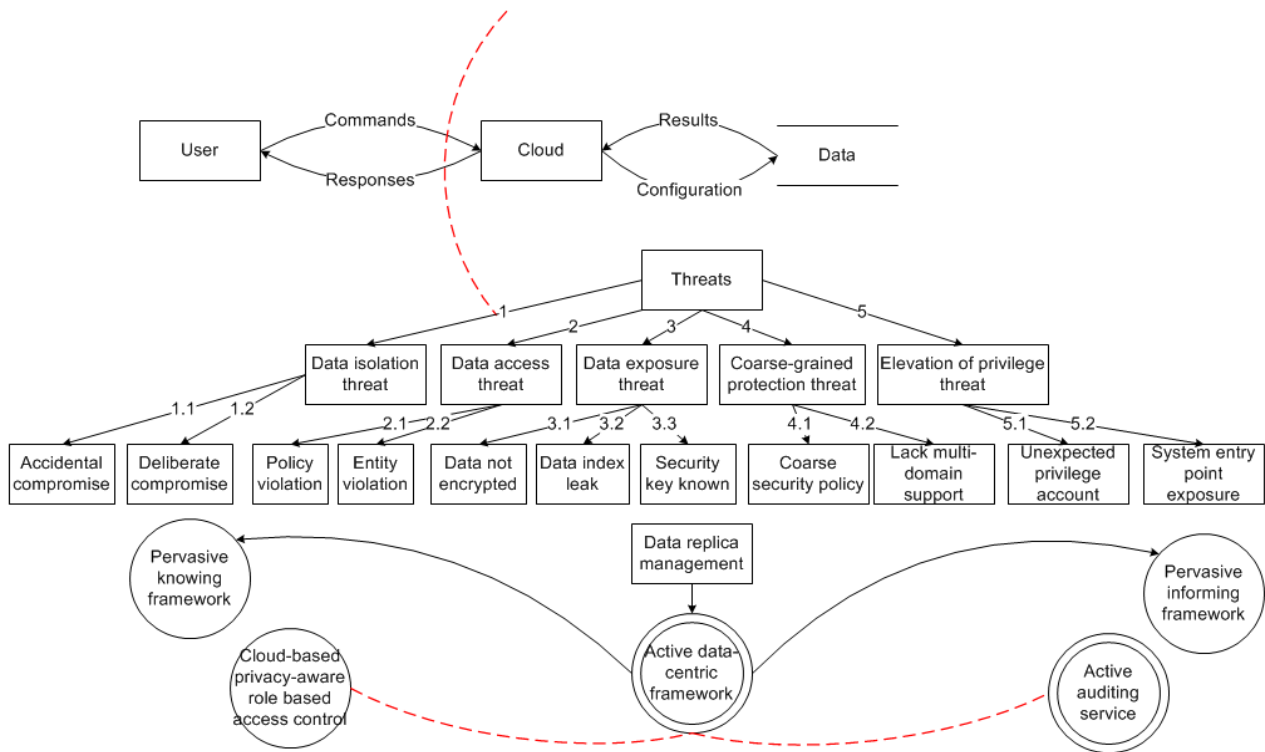 Commands
Results
User
Cloud
Data
Responses
Configuration
Threats
1
2
3
4
5
Data isolation
threat
Data access
threat
Data exposure
threat
Coarse-grained
protection threat
Elevation of privilege
threat
1.1
1.2
2.1
2.2
3.1
3.2
3.3
4.1
4.2
5.1
5.2
Accidental
compromise
Deliberate
compromise
Policy
violation
Entity
violation
Data not
encrypted
Data index
leak
Security
key known
Coarse
security policy
Lack multi-
domain
support
Unexpected
privilege
account
System entry
point
exposure
Pervasive
knowing
framework
Data replica
management
Pervasive
informing
framework
Cloud-based
privacy-aware
role based
access control
Active data-
centric
framework
Active
auditing
service